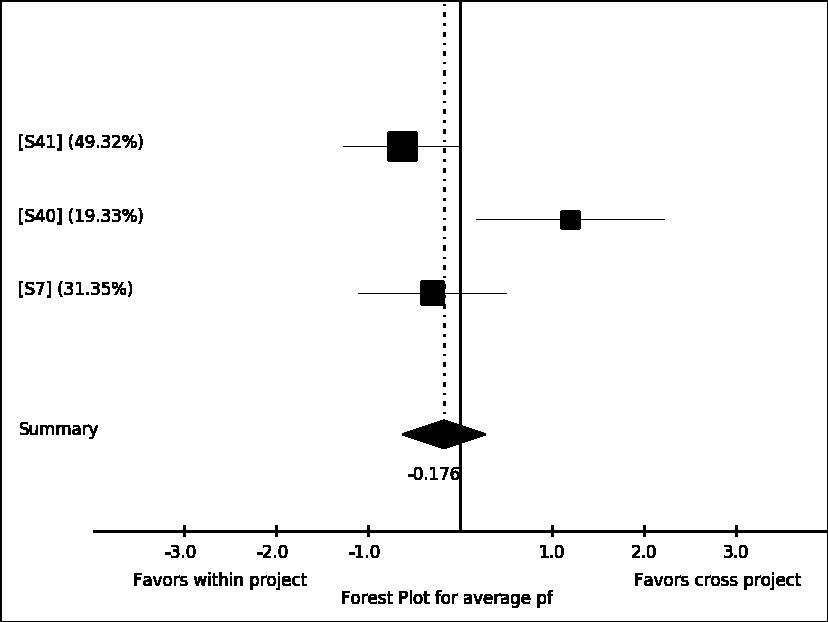 [S41] (49.32%)
[S40] (19.33%)
[S7] (31.35%)
Summary
-0.176
-3.0 -2.0 -1.0 1.0 2.0 3.0
Favors within project Favors cross project
Forest Plot for average pf